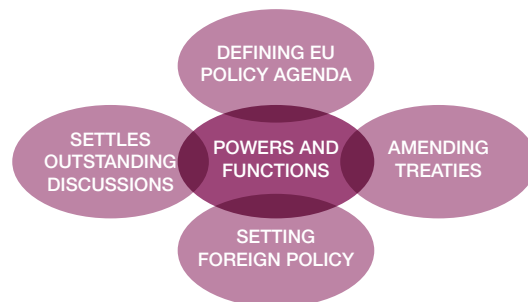 DEFINING EU
POLICY AGENDA
SETTLES
OUTSTANDING
DISCUSSIONS
POWERS AND
FUNCTIONS
AMENDING
TREATIES
SETTING
FOREIGN POLICY